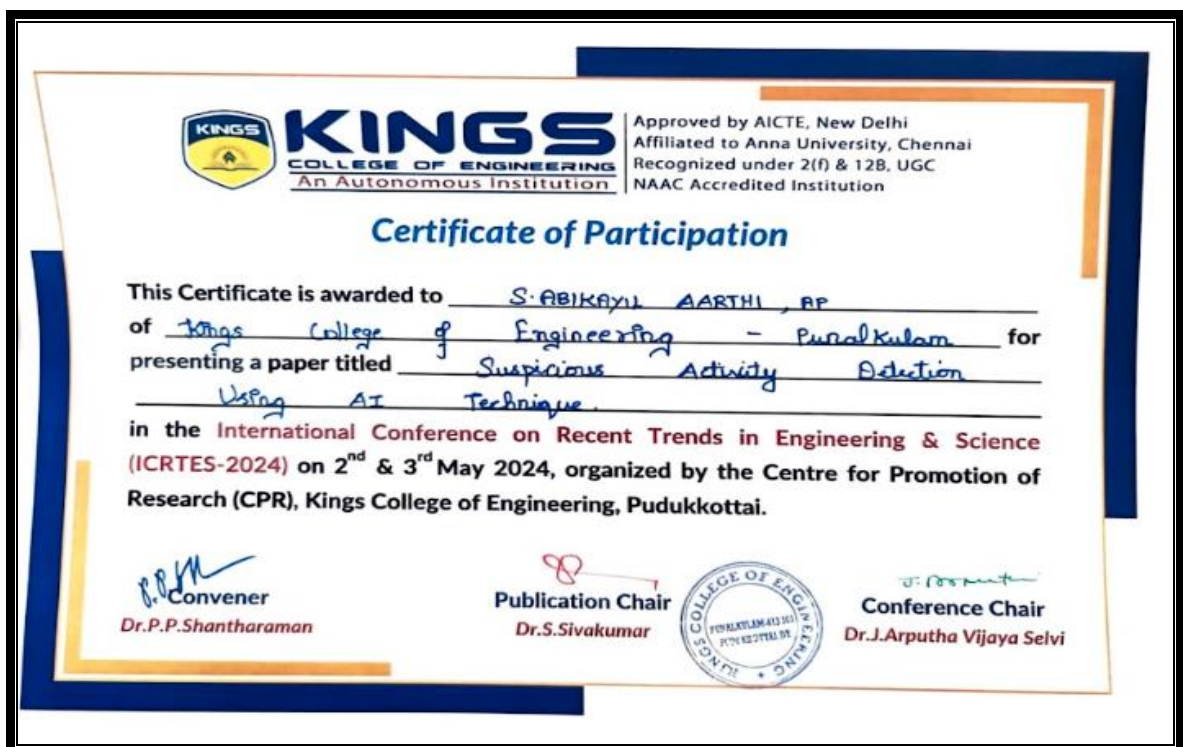 KINGS
KINGS
COLLEGE OF ENGINEERING
An Autonomous Institution
Approved by AICTE, New Delhi
Affiliated to Anna University, Chennai
Recognized under 2(f) & 12B, UGC
NAAC Accredited Institution
Certificate of Participation
This Certificate is awarded to S. ABIKAYIL AARTHI, AP
of Kings College of Engineering - Punalkulam for
presenting a paper titled Suspicious Activity Detection
Using AI Technique.
in the International Conference on Recent Trends in Engineering & Science
(ICRTES-2024) on 2nd & 3rd May 2024, organized by the Centre for Promotion of
Research (CPR), Kings College of Engineering, Pudukkottai.
Convener
Dr.P.P.Shantharaman
Publication Chair
Dr.S.Sivakumar
KINGS COLLEGE OF ENGINEERING
Conference Chair
Dr.J.Arputha Vijaya Selvi